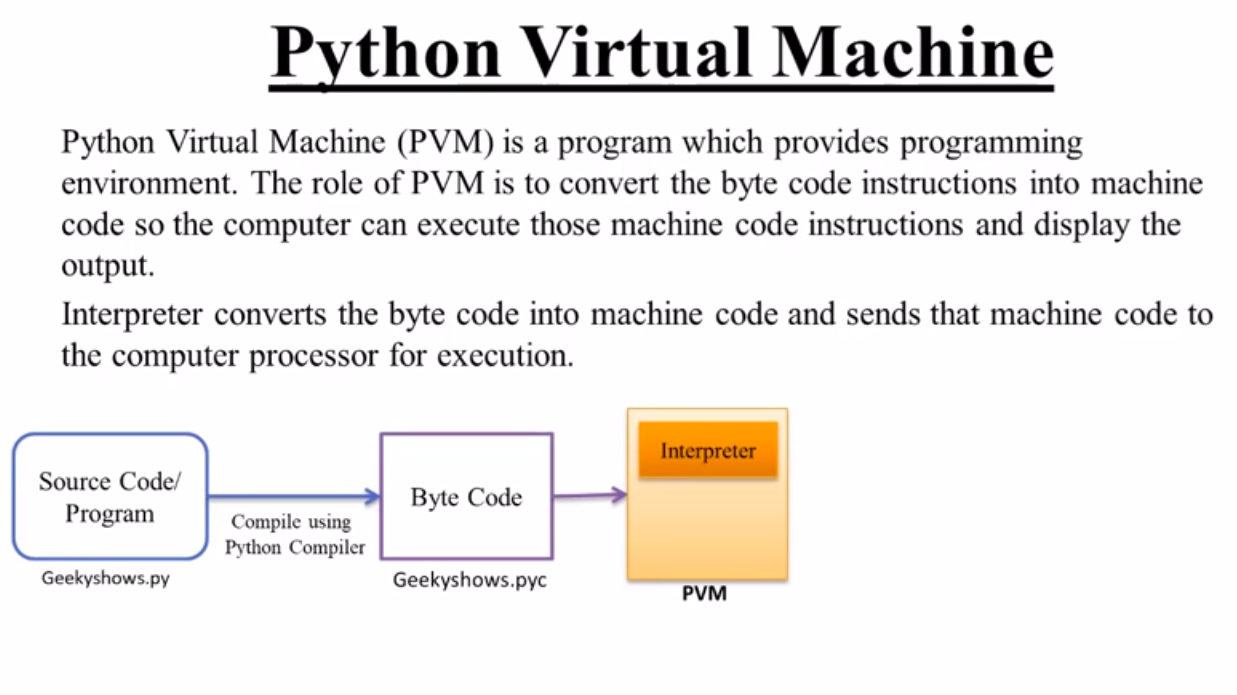 Python Virtual Machine
Python Virtual Machine (PVM) is a program which provides programming
environment. The role of PVM is to convert the byte code instructions into machine
code so the computer can execute those machine code instructions and display the
output.
Interpreter converts the byte code into machine code and sends that machine code to
the computer processor for execution.
Source Code/
Program
Geekyshows.py
Compile using
Python Compiler
Byte Code
Geekyshows.pyc
Interpreter
PVM